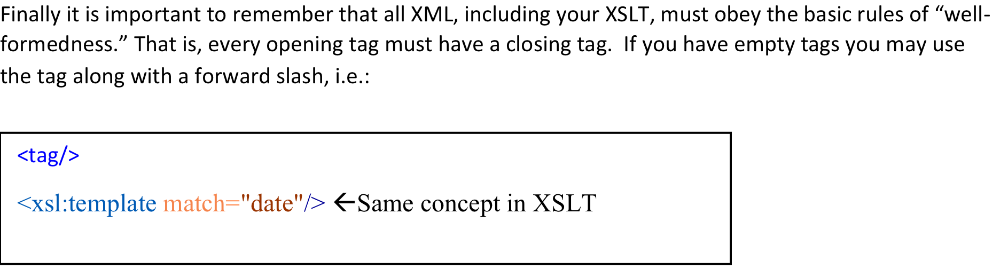 Finally it is important to remember that all XML, including your XSLT, must obey the basic rules of “well-
formedness.” That is, every opening tag must have a closing tag.  If you have empty tags you may use
the tag along with a forward slash, i.e.:
<tag/>
<xsl:template match="date"/> ←Same concept in XSLT